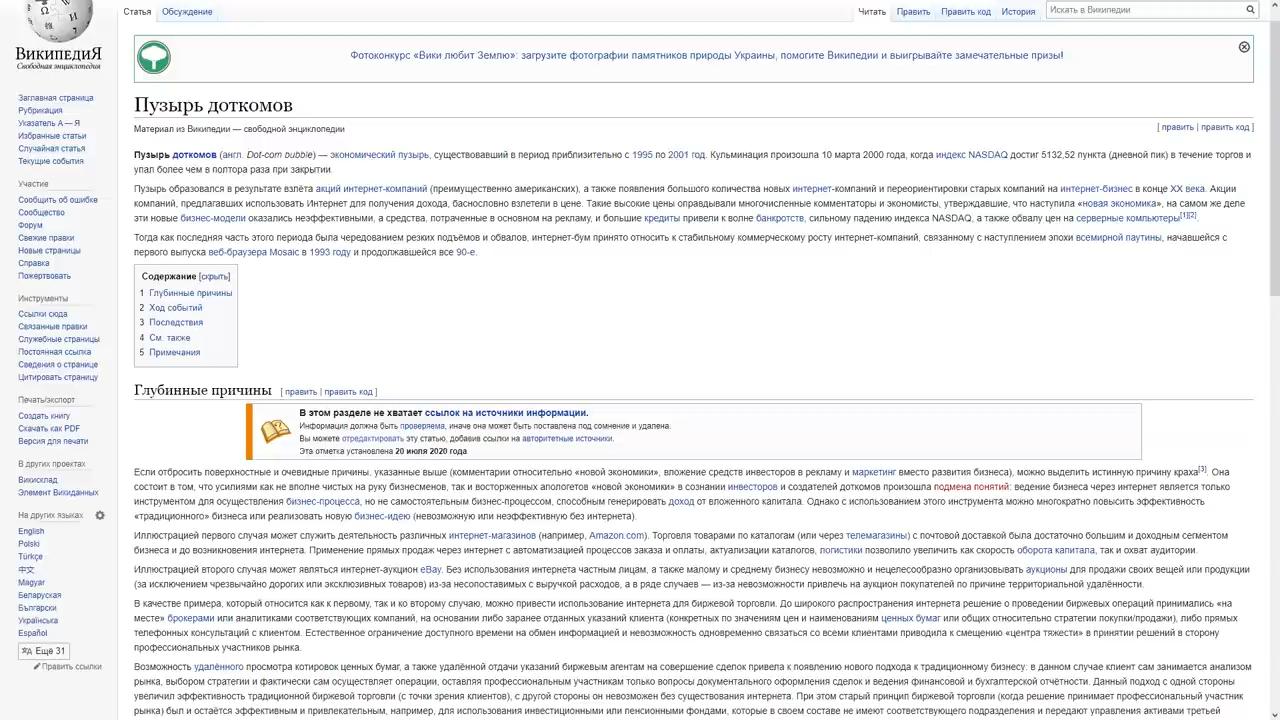 Статья
Обсуждение
Читать
Править
Править код
История
Искать в Википедии
ВикипедиЯ
Свободная энциклопедия
Фотоконкурс «Вики любит Землю»: загрузите фотографии памятников природы Украины, помогите Википедии и выигрывайте замечательные призы!
Заглавная страница
Рубрикация
Указатель А — Я
Избранные статьи
Случайная статья
Текущие события
Участие
Сообщить об ошибке
Сообщество
Форум
Свежие правки
Новые страницы
Справка
Пожертвовать
Инструменты
Ссылки сюда
Связанные правки
Служебные страницы
Постоянная ссылка
Сведения о странице
Цитировать страницу
Печать/экспорт
Создать книгу
Скачать как PDF
Версия для печати
В других проектах
Викисклад
Элемент Викиданных
На других языках
English
Polski
Türkçe
中文
Magyar
Беларуская
Български
Українська
Español
Ещё 31
Править ссылки
Пузырь доткомов
Материал из Википедии — свободной энциклопедии
[ править | править код ]
Пузырь доткомов (англ. Dot-com bubble) — экономический пузырь, существовавший в период приблизительно с 1995 по 2001 год. Кульминация произошла 10 марта 2000 года, когда индекс NASDAQ достиг 5132,52 пункта (дневной пик) в течение торгов и
упал более чем в полтора раза при закрытии.
Пузырь образовался в результате взлёта акций интернет-компаний (преимущественно американских), а также появления большого количества новых интернет-компаний и переориентировки старых компаний на интернет-бизнес в конце XX века. Акции
компаний, предлагавших использовать Интернет для получения дохода, баснословно взлетели в цене. Такие высокие цены оправдывали многочисленные комментаторы и экономисты, утверждавшие, что наступила «новая экономика», на самом же деле
эти новые бизнес-модели оказались неэффективными, а средства, потраченные в основном на рекламу, и большие кредиты привели к волне банкротств, сильному падению индекса NASDAQ, а также обвалу цен на серверные компьютеры[1][2].
Тогда как последняя часть этого периода была чередованием резких подъёмов и обвалов, интернет-бум принято относить к стабильному коммерческому росту интернет-компаний, связанному с наступлением эпохи всемирной паутины, начавшейся с
первого выпуска веб-браузера Mosaic в 1993 году и продолжавшейся все 90-е.
Содержание [скрыть]
1 Глубинные причины
2 Ход событий
3 Последствия
4 См. также
5 Примечания
Глубинные причины [ править | править код ]
В этом разделе не хватает ссылок на источники информации.
Информация должна быть проверяема, иначе она может быть поставлена под сомнение и удалена.
Вы можете отредактировать эту статью, добавив ссылки на авторитетные источники.
Эта отметка установлена 20 июля 2020 года
Если отбросить поверхностные и очевидные причины, указанные выше (комментарии относительно «новой экономики», вложение средств инвесторов в рекламу и маркетинг вместо развития бизнеса), можно выделить истинную причину краха[3]. Она
состоит в том, что усилиями как не вполне чистых на руку бизнесменов, так и восторженных апологетов «новой экономики» в сознании инвесторов и создателей доткомов произошла подмена понятий: ведение бизнеса через интернет является только
инструментом для осуществления бизнес-процесса, но не самостоятельным бизнес-процессом, способным генерировать доход от вложенного капитала. Однако с использованием этого инструмента можно многократно повысить эффективность
«традиционного» бизнеса или реализовать новую бизнес-идею (невозможную или неэффективную без интернета).
Иллюстрацией первого случая может служить деятельность различных интернет-магазинов (например, Amazon.com). Торговля товарами по каталогам (или через телемагазины) с почтовой доставкой была достаточно большим и доходным сегментом
бизнеса и до возникновения интернета. Применение прямых продаж через интернет с автоматизацией процессов заказа и оплаты, актуализации каталогов, логистики позволило увеличить как скорость оборота капитала, так и охват аудитории.
Иллюстрацией второго случая может являться интернет-аукцион eBay. Без использования интернета частным лицам, а также малому и среднему бизнесу невозможно и нецелесообразно организовывать аукционы для продажи своих вещей или продукции
(за исключением чрезвычайно дорогих или эксклюзивных товаров) из-за несопоставимых с выручкой расходов, а в ряде случаев — из-за невозможности привлечь на аукцион покупателей по причине территориальной удалённости.
В качестве примера, который относится как к первому, так и ко второму случаю, можно привести использование интернета для биржевой торговли. До широкого распространения интернета решение о проведении биржевых операций принимались «на
месте» брокерами или аналитиками соответствующих компаний, на основании либо заранее отданных указаний клиента (конкретных по значениям цен и наименованиям ценных бумаг или общих относительно стратегии покупки/продажи), либо прямых
телефонных консультаций с клиентом. Естественное ограничение доступного времени на обмен информацией и невозможность одновременно связаться со всеми клиентами приводила к смещению «центра тяжести» в принятии решений в сторону
профессиональных участников рынка.
Возможность удалённого просмотра котировок ценных бумаг, а также удалённой отдачи указаний биржевым агентам на совершение сделок привела к появлению нового подхода к традиционному бизнесу: в данном случае клиент сам занимается анализом
рынка, выбором стратегии и фактически сам осуществляет операции, оставляя профессиональным участникам только вопросы документального оформления сделок и ведения финансовой и бухгалтерской отчётности. Данный подход с одной стороны
увеличил эффективность традиционной биржевой торговли (с точки зрения клиентов), с другой стороны он невозможен без существования интернета. При этом старый принцип биржевой торговли (когда решение принимает профессиональный участник
рынка) был и остаётся эффективным и привлекательным, например, для использования инвестиционными или пенсионными фондами, которые в своем составе не имеют соответствующего подразделения и передают управления активами третьей